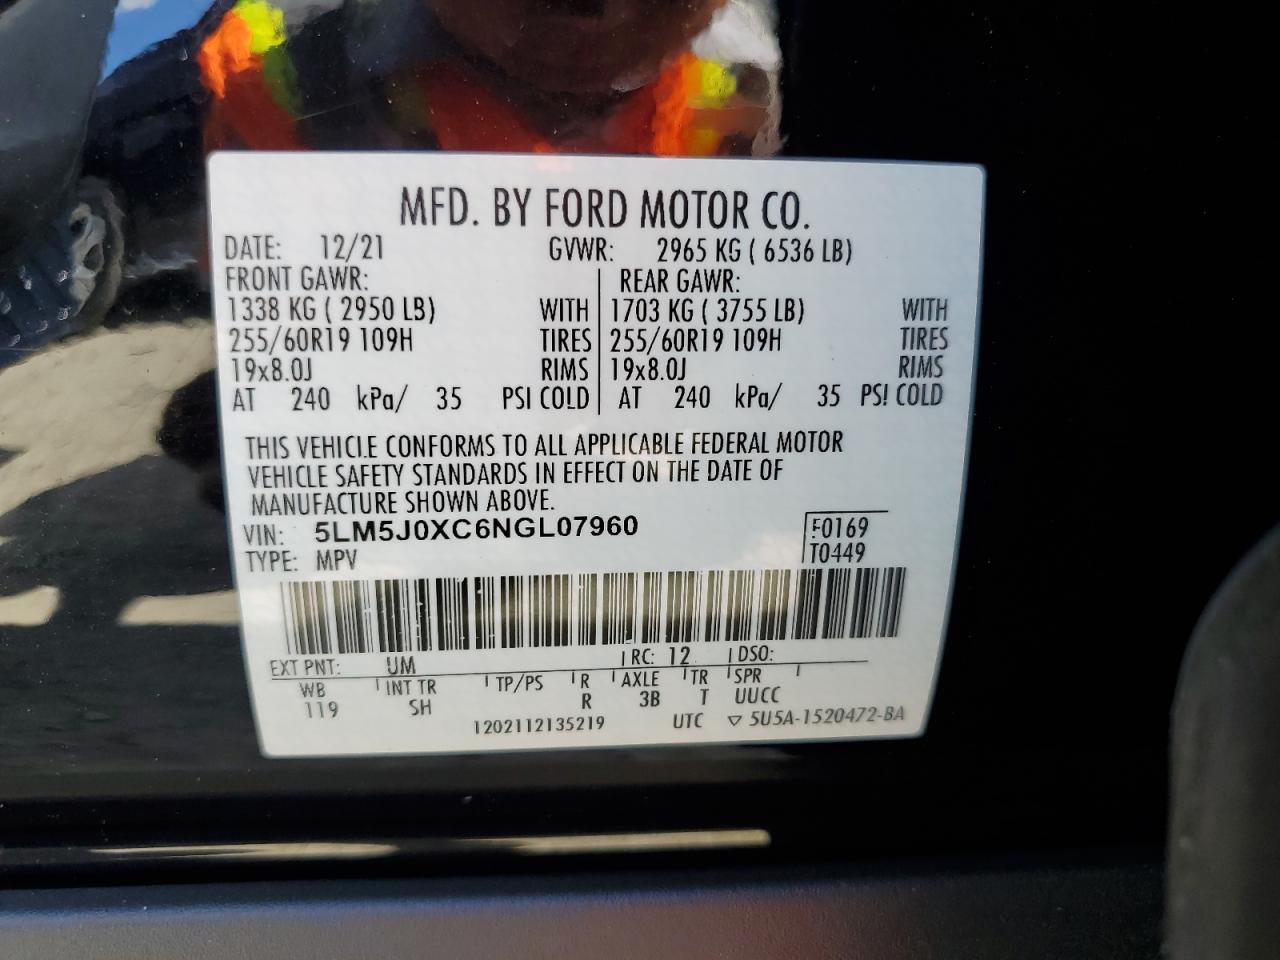 MFD. BY FORD MOTOR CO.
DATE: 12/21 GVWR: 2965 KG ( 6536 LB)
FRONT GAWR: REAR GAWR:
1338 KG ( 2950 LB) WITH 1703 KG ( 3755 LB) WITH
255/60R19 109H TIRES 255/60R19 109H TIRES
19x8.0J RIMS 19x8.0J RIMS
AT 240 kPa/ 35 PSI COLD AT 240 kPa/ 35 PSI COLD
THIS VEHICLE CONFORMS TO ALL APPLICABLE FEDERAL MOTOR
VEHICLE SAFETY STANDARDS IN EFFECT ON THE DATE OF
MANUFACTURE SHOWN ABOVE.
VIN: 5LM5J0XC6NGL07960 F0169
TYPE: MPV T0449
EXT PNT: UM RC: 12 DSO:
WB INT TR TP/PS R AXLE TR SPR
119 SH R 3B T UUCC
1202112135219 UTC ▽ 5U5A-1520472-BA